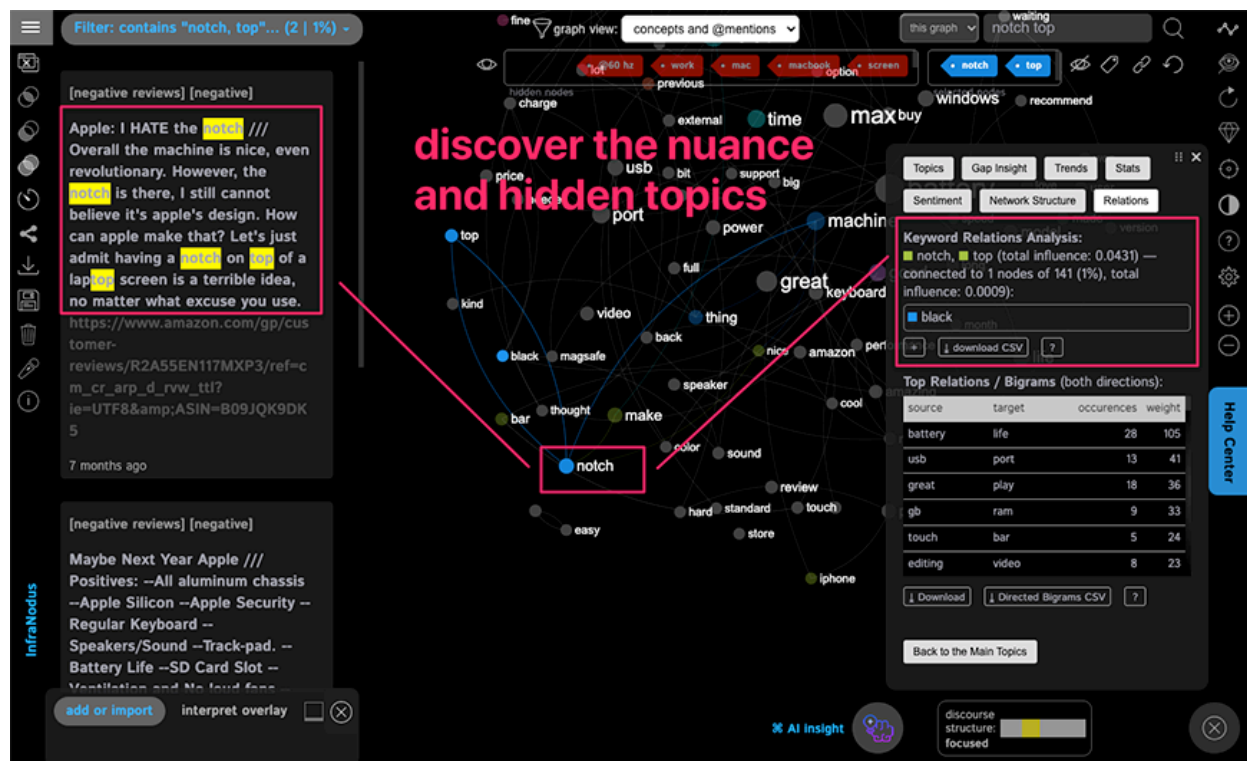 Filter: contains "notch, top"... (2 | 1%)
[negative reviews] [negative]
Apple: I HATE the notch ///
Overall the machine is nice, even
revolutionary. However, the
notch is there, I still cannot
believe it's apple's design. How
can apple make that? Let's just
admit having a notch on top of a
laptop screen is a terrible idea,
no matter what excuse you use.
https://www.amazon.com/gp/cus
tomer-
reviews/R2A55EN117MXP3/ref=c
m_cr_arp_d_rvw_ttl?
ie=UTF8&amp;ASIN=B09JQK9DK
5
7 months ago
[negative reviews] [negative]
Maybe Next Year Apple ///
Positives: --All aluminum chassis
--Apple Silicon --Apple Security --
Regular Keyboard --
Speakers/Sound --Track-pad. --
Battery Life --SD Card Slot --
Ventilation and No loud fans
InfraNodus
add or import
interpret overlay
fine
graph view:
concepts and @mentions
this graph
waiting
notch top
@60 hz
work
mac
macbook
screen
notch
top
hidden nodes
selected nodes
lot
option
previous
charge
windows
recommend
external
time
max
buy
discover the nuance
and hidden topics
price
usb
bit
support
big
port
power
machine
top
full
great
keyboard
kind
video
thing
back
black
magsafe
nice
amazon
speaker
cool
bar
thought
make
color
sound
notch
review
hard
standard
touch
easy
store
iphone
Topics
Gap Insight
Trends
Stats
battery
Sentiment
Network Structure
Relations
model
version
Keyword Relations Analysis:
notch, top (total influence: 0.0431) —
connected to 1 nodes of 141 (1%), total
influence: 0.0009):
black
month
life
+
download CSV
?
Top Relations / Bigrams (both directions):
source target occurences weight
battery life 28 105
usb port 13 41
great play 18 36
gb ram 9 33
touch bar 5 24
editing video 8 23
Download
Directed Bigrams CSV
?
Back to the Main Topics
Help Center
⌘ AI insight
discourse
structure:
focused